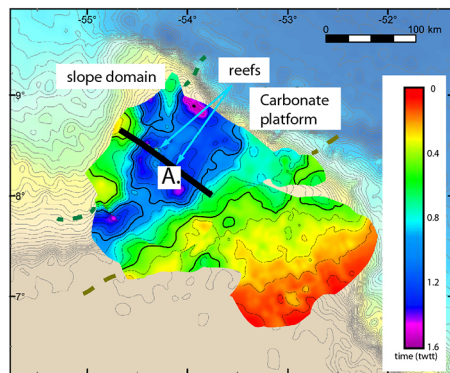 -55° -54° -53° -52°
0 100 km
slope domain
reefs
Carbonate
platform
9°
8°
7°
A.
0
0.4
0.8
1.2
1.6
time (twtt)